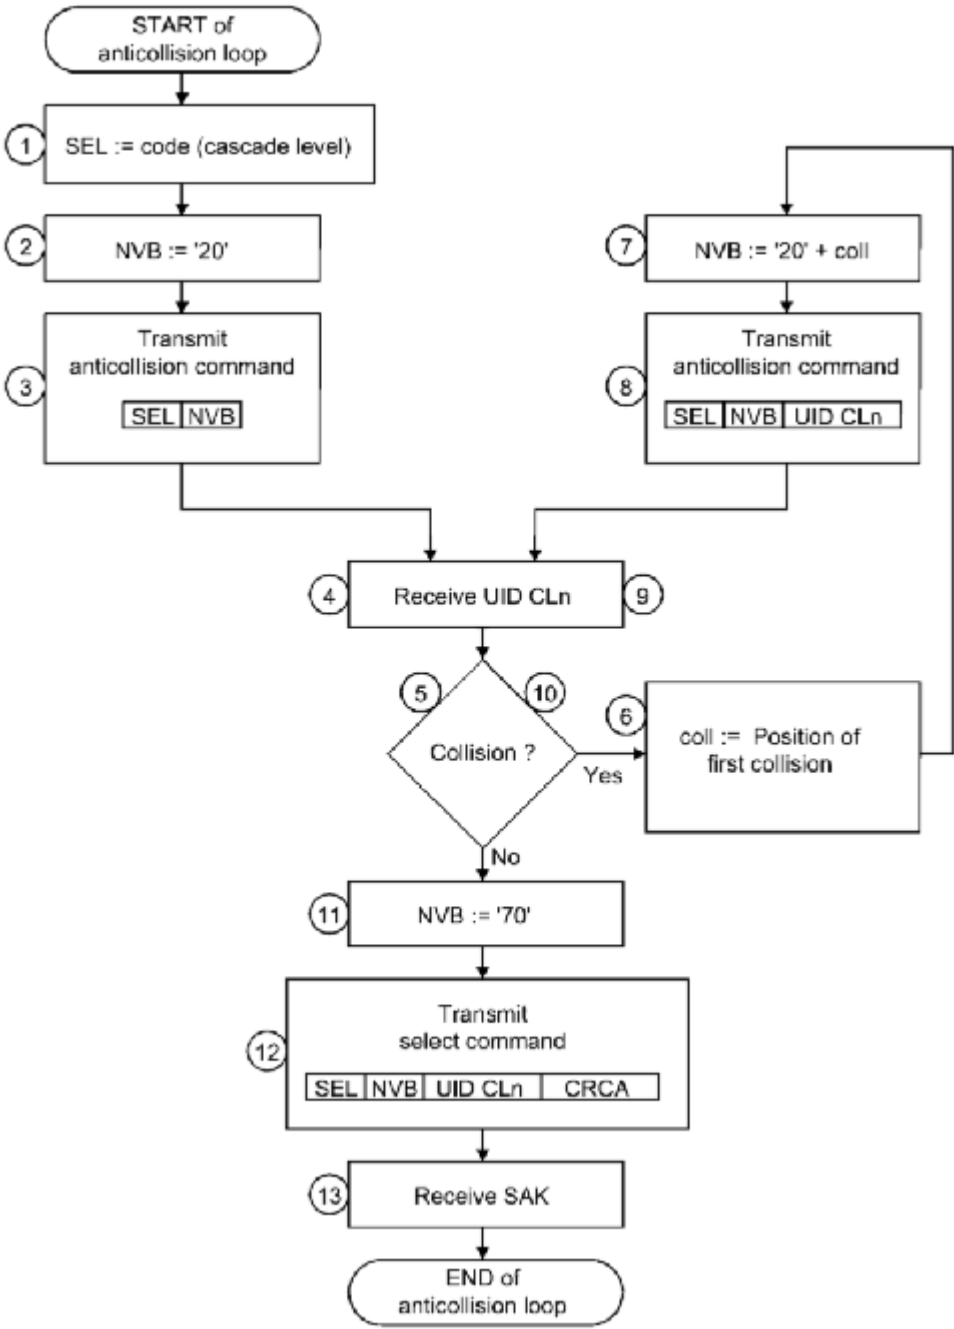 START of
anticollision loop
1
SEL := code (cascade level)
2
NVB := '20'
3
Transmit
anticollision command
SEL NVB
7
NVB := '20' + coll
8
Transmit
anticollision command
SEL NVB UID CLn
4
Receive UID CLn
9
5
10
Collision ?
Yes
6
coll := Position of
first collision
No
11
NVB := '70'
12
Transmit
select command
SEL NVB UID CLn CRCA
13
Receive SAK
END of
anticollision loop